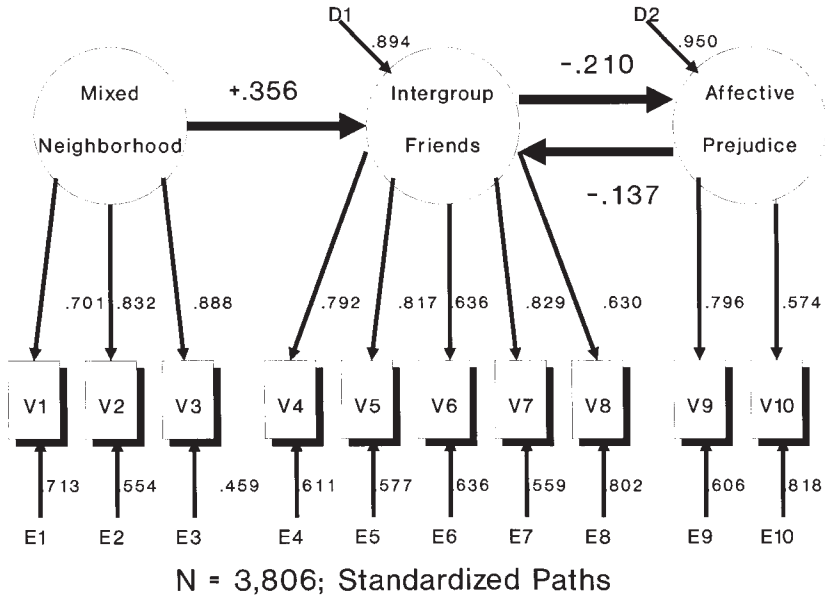 D1
D2
.894
.950
Mixed
Neighborhood
+.356
Intergroup
Friends
-.210
-.137
Affective
Prejudice
.701 .832 .888 .792 .817 .636 .829 .630 .796 .574
V1 V2 V3 V4 V5 V6 V7 V8 V9 V10
.713 .554 .459 .611 .577 .636 .559 .802 .606 .818
E1 E2 E3 E4 E5 E6 E7 E8 E9 E10
N = 3,806; Standardized Paths